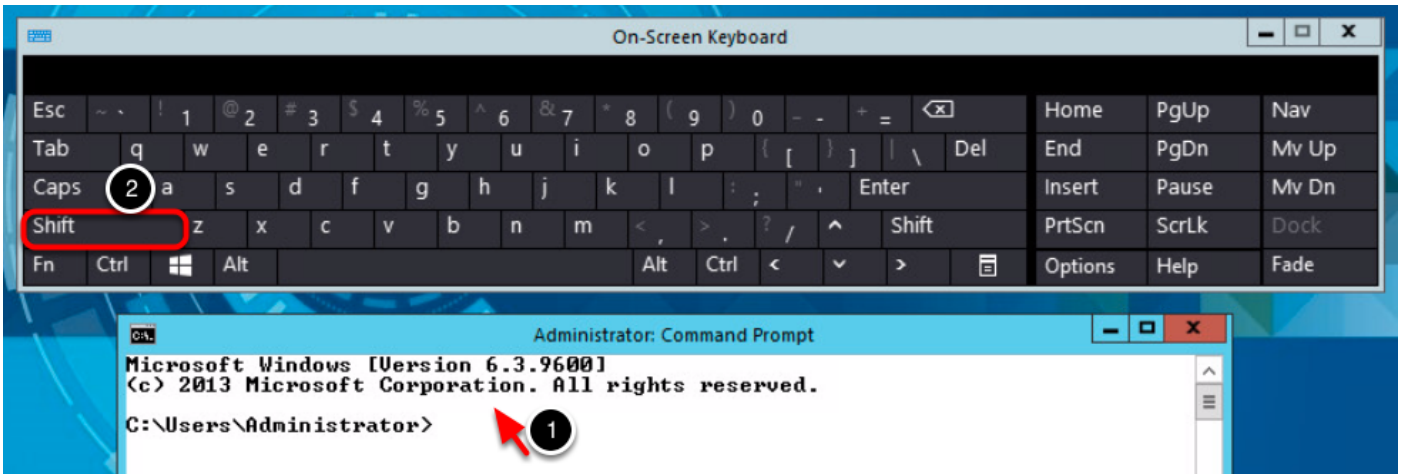 On-Screen Keyboard
Esc ~ ` ! 1 @ 2 # 3 $ 4 % 5 ^ 6 & 7 * 8 ( 9 ) 0 _ - + = Home PgUp Nav
Tab q w e r t y u i o p { [ } ] | \ Del End PgDn Mv Up
Caps 2 a s d f g h j k l : ; " ' Enter Insert Pause Mv Dn
Shift z x c v b n m < , > . ? / ^ Shift PrtScn ScrLk Dock
Fn Ctrl Alt Alt Ctrl Options Help Fade
C:\. Administrator: Command Prompt
Microsoft Windows [Version 6.3.9600]
(c) 2013 Microsoft Corporation. All rights reserved.
C:\Users\Administrator>
1